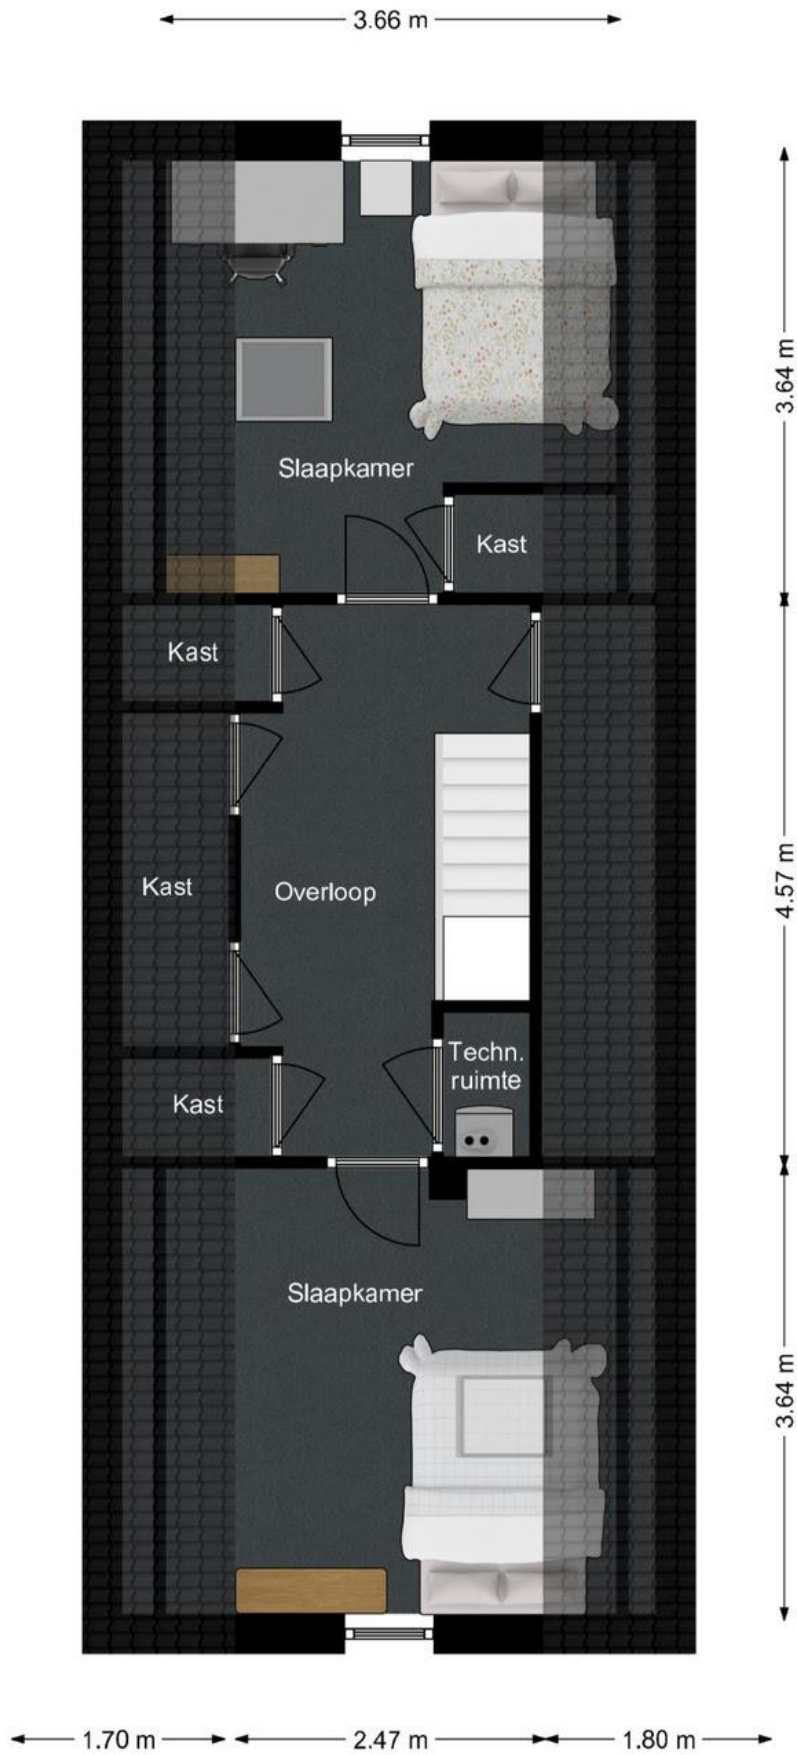 3.66 m
3.64 m
Slaapkamer
Kast
Kast
Kast
Overloop
4.57 m
Techn.
ruimte
Kast
Slaapkamer
3.64 m
1.70 m
2.47 m
1.80 m